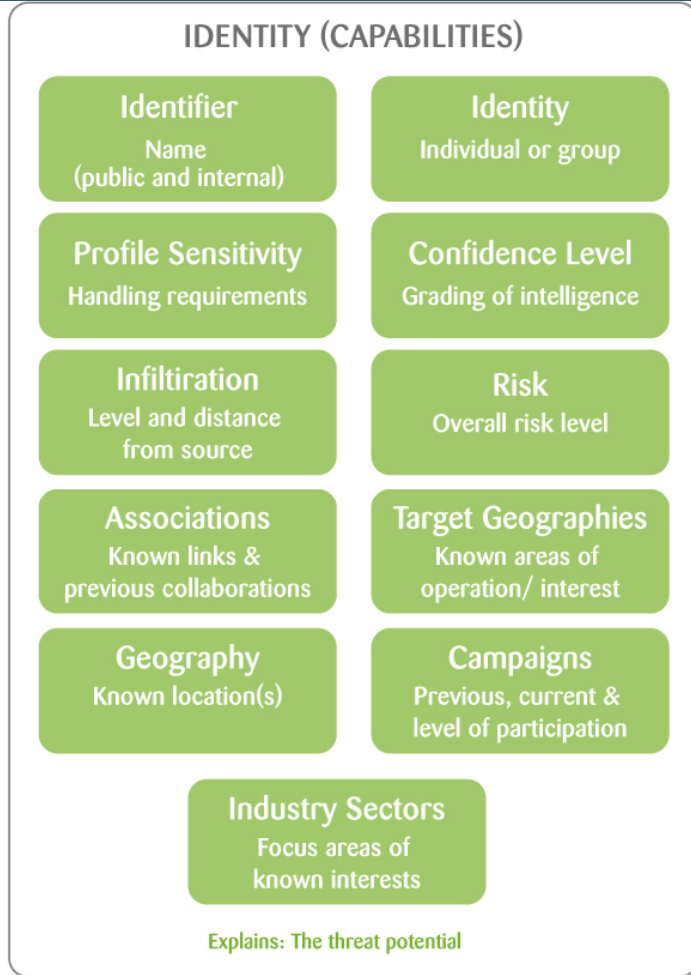 IDENTITY (CAPABILITIES)
Identifier
Name
(public and internal)
Identity
Individual or group
Profile Sensitivity
Handling requirements
Confidence Level
Grading of intelligence
Infiltiration
Level and distance
from source
Risk
Overall risk level
Associations
Known links &
previous collaborations
Target Geographies
Known areas of
operation/ interest
Geography
Known location(s)
Campaigns
Previous, current &
level of participation
Industry Sectors
Focus areas of
known interests
Explains: The threat potential